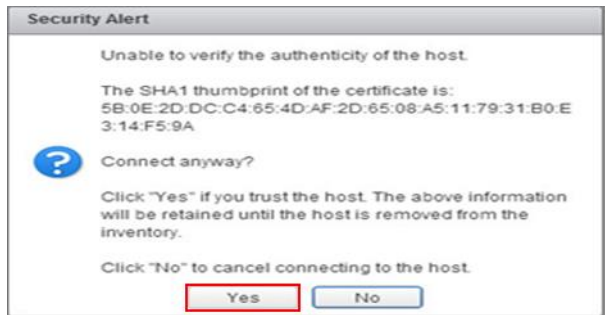 Security Alert
Unable to verify the authenticity of the host.
The SHA1 thumbprint of the certificate is:
5B:0E:2D:DC:C4:65:4D:AF:2D:65:08:A5:11:79:31:B0:E
3:14:F5:9A
Connect anyway?
Click "Yes" if you trust the host. The above information
will be retained until the host is removed from the
inventory.
Click "No" to cancel connecting to the host.
Yes No